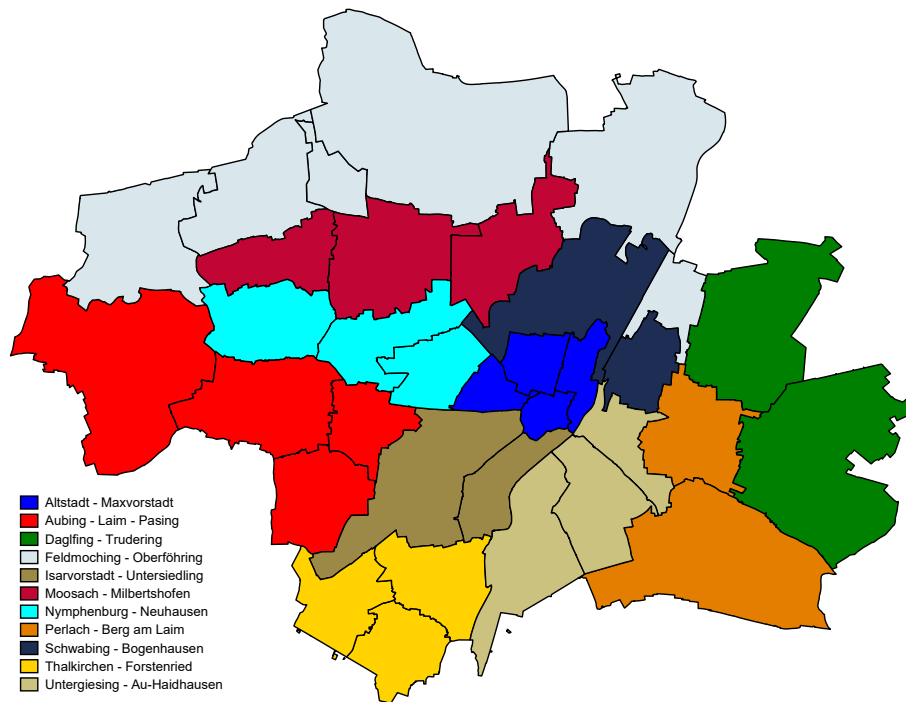 Altstadt - Maxvorstadt
Aubing - Laim - Pasing
Daglfing - Trudering
Feldmoching - Oberföhring
Isarvorstadt - Untersiedling
Moosach - Milbertshofen
Nymphenburg - Neuhausen
Perlach - Berg am Laim
Schwabing - Bogenhausen
Thalkirchen - Forstenried
Untergiesing - Au-Haidhausen